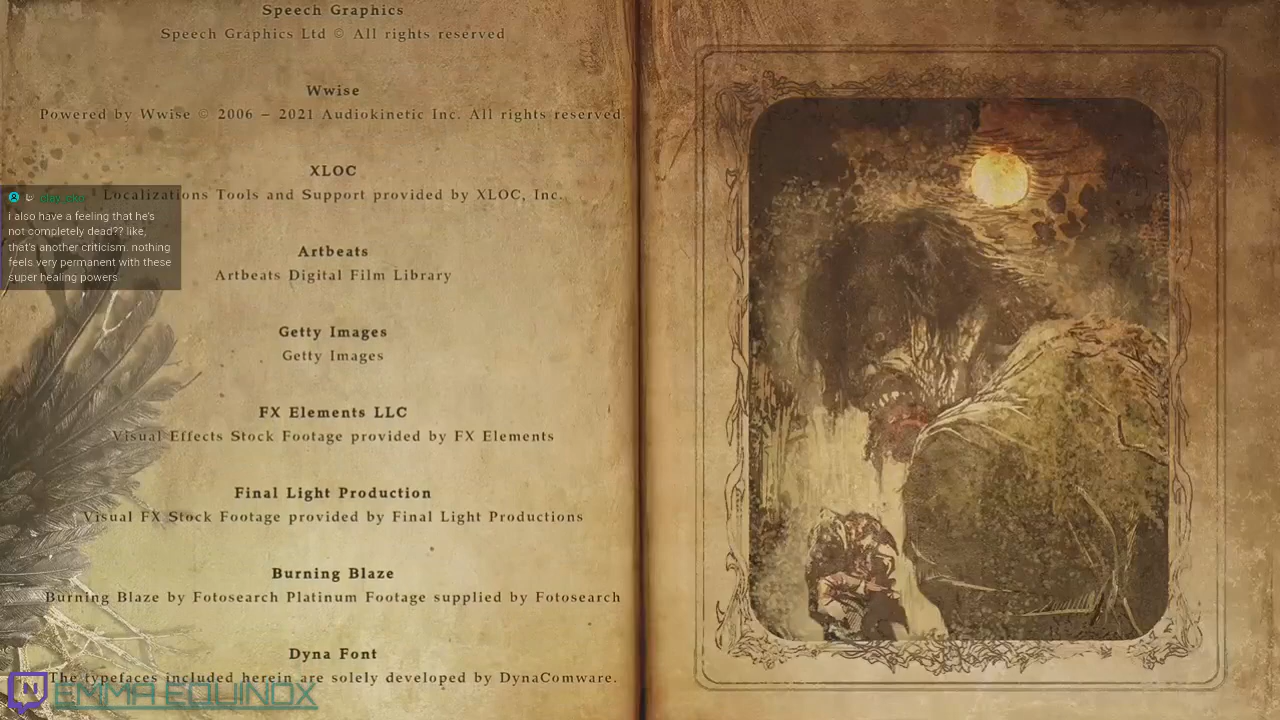 Speech Graphics
Speech Graphics Ltd © All rights reserved
Wwise
Powered by Wwise © 2006 – 2021 Audiokinetic Inc. All rights reserved
XLOC
Localizations Tools and Support provided by XLOC, Inc.
i also have a feeling that he's
not completely dead?? like,
that's another criticism. nothing
feels very permanent with these
super healing powers
Artbeats
Artbeats Digital Film Library
Getty Images
Getty Images
FX Elements LLC
Visual Effects Stock Footage provided by FX Elements
Final Light Production
Visual FX Stock Footage provided by Final Light Productions
Burning Blaze
Burning Blaze by Fotosearch Platinum Footage supplied by Fotosearch
Dyna Font
The typefaces included herein are solely developed by DynaComware.
EMMA EQUINOX